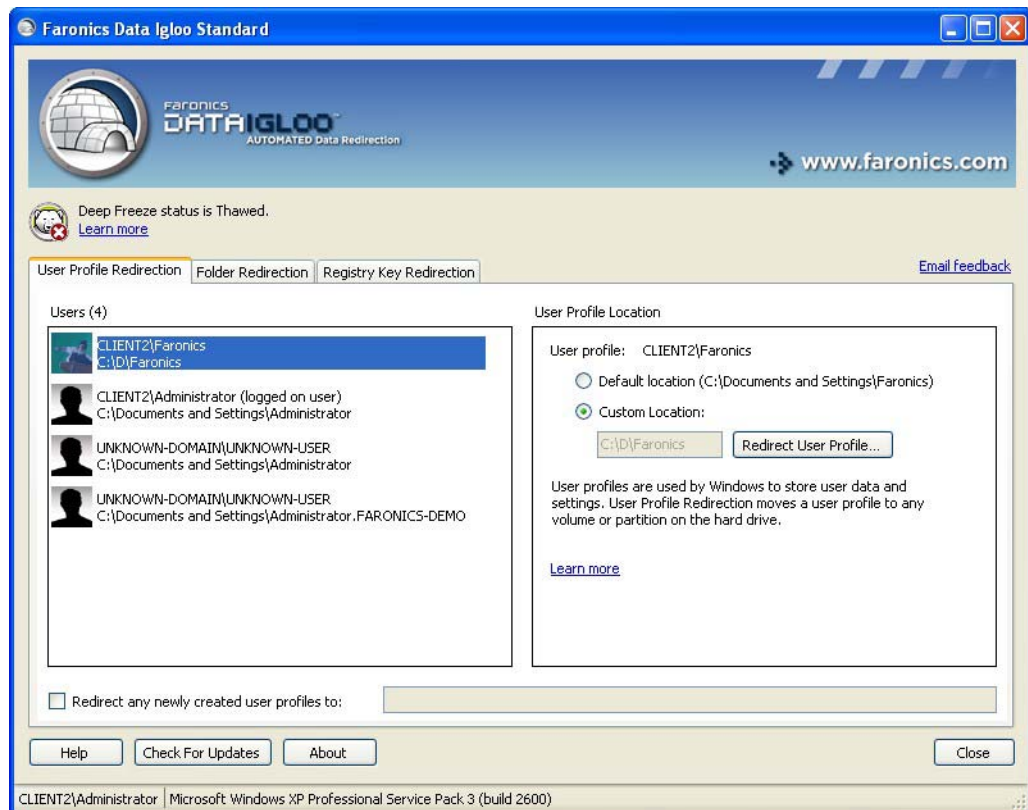 Faronics Data Igloo Standard
FARONICS
DATAIGLOO™
AUTOMATED Data Redirection
www.faronics.com
Deep Freeze status is Thawed.
Learn more
User Profile Redirection
Folder Redirection
Registry Key Redirection
Email feedback
Users (4)
CLIENT2\Faronics
C:\D\Faronics
CLIENT2\Administrator (logged on user)
C:\Documents and Settings\Administrator
UNKNOWN-DOMAIN\UNKNOWN-USER
C:\Documents and Settings\Administrator
UNKNOWN-DOMAIN\UNKNOWN-USER
C:\Documents and Settings\Administrator.FARONICS-DEMO
User Profile Location
User profile: CLIENT2\Faronics
Default location (C:\Documents and Settings\Faronics)
Custom Location:
C:\D\Faronics
Redirect User Profile...
User profiles are used by Windows to store user data and
settings. User Profile Redirection moves a user profile to any
volume or partition on the hard drive.
Learn more
Redirect any newly created user profiles to:
Help
Check For Updates
About
Close
CLIENT2\Administrator
Microsoft Windows XP Professional Service Pack 3 (build 2600)